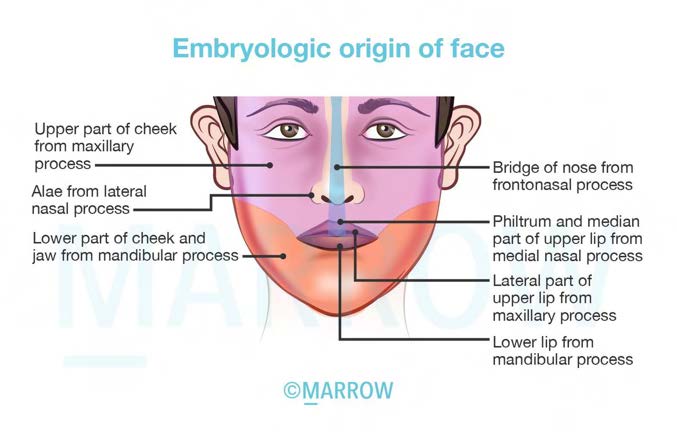 Embryologic origin of face
Upper part of cheek
from maxillary
process
Alae from lateral
nasal process
Lower part of cheek and
jaw from mandibular process
Bridge of nose from
frontonasal process
Philtrum and median
part of upper lip from
medial nasal process
Lateral part of
upper lip from
maxillary process
Lower lip from
mandibular process
MARROW
©MARROW